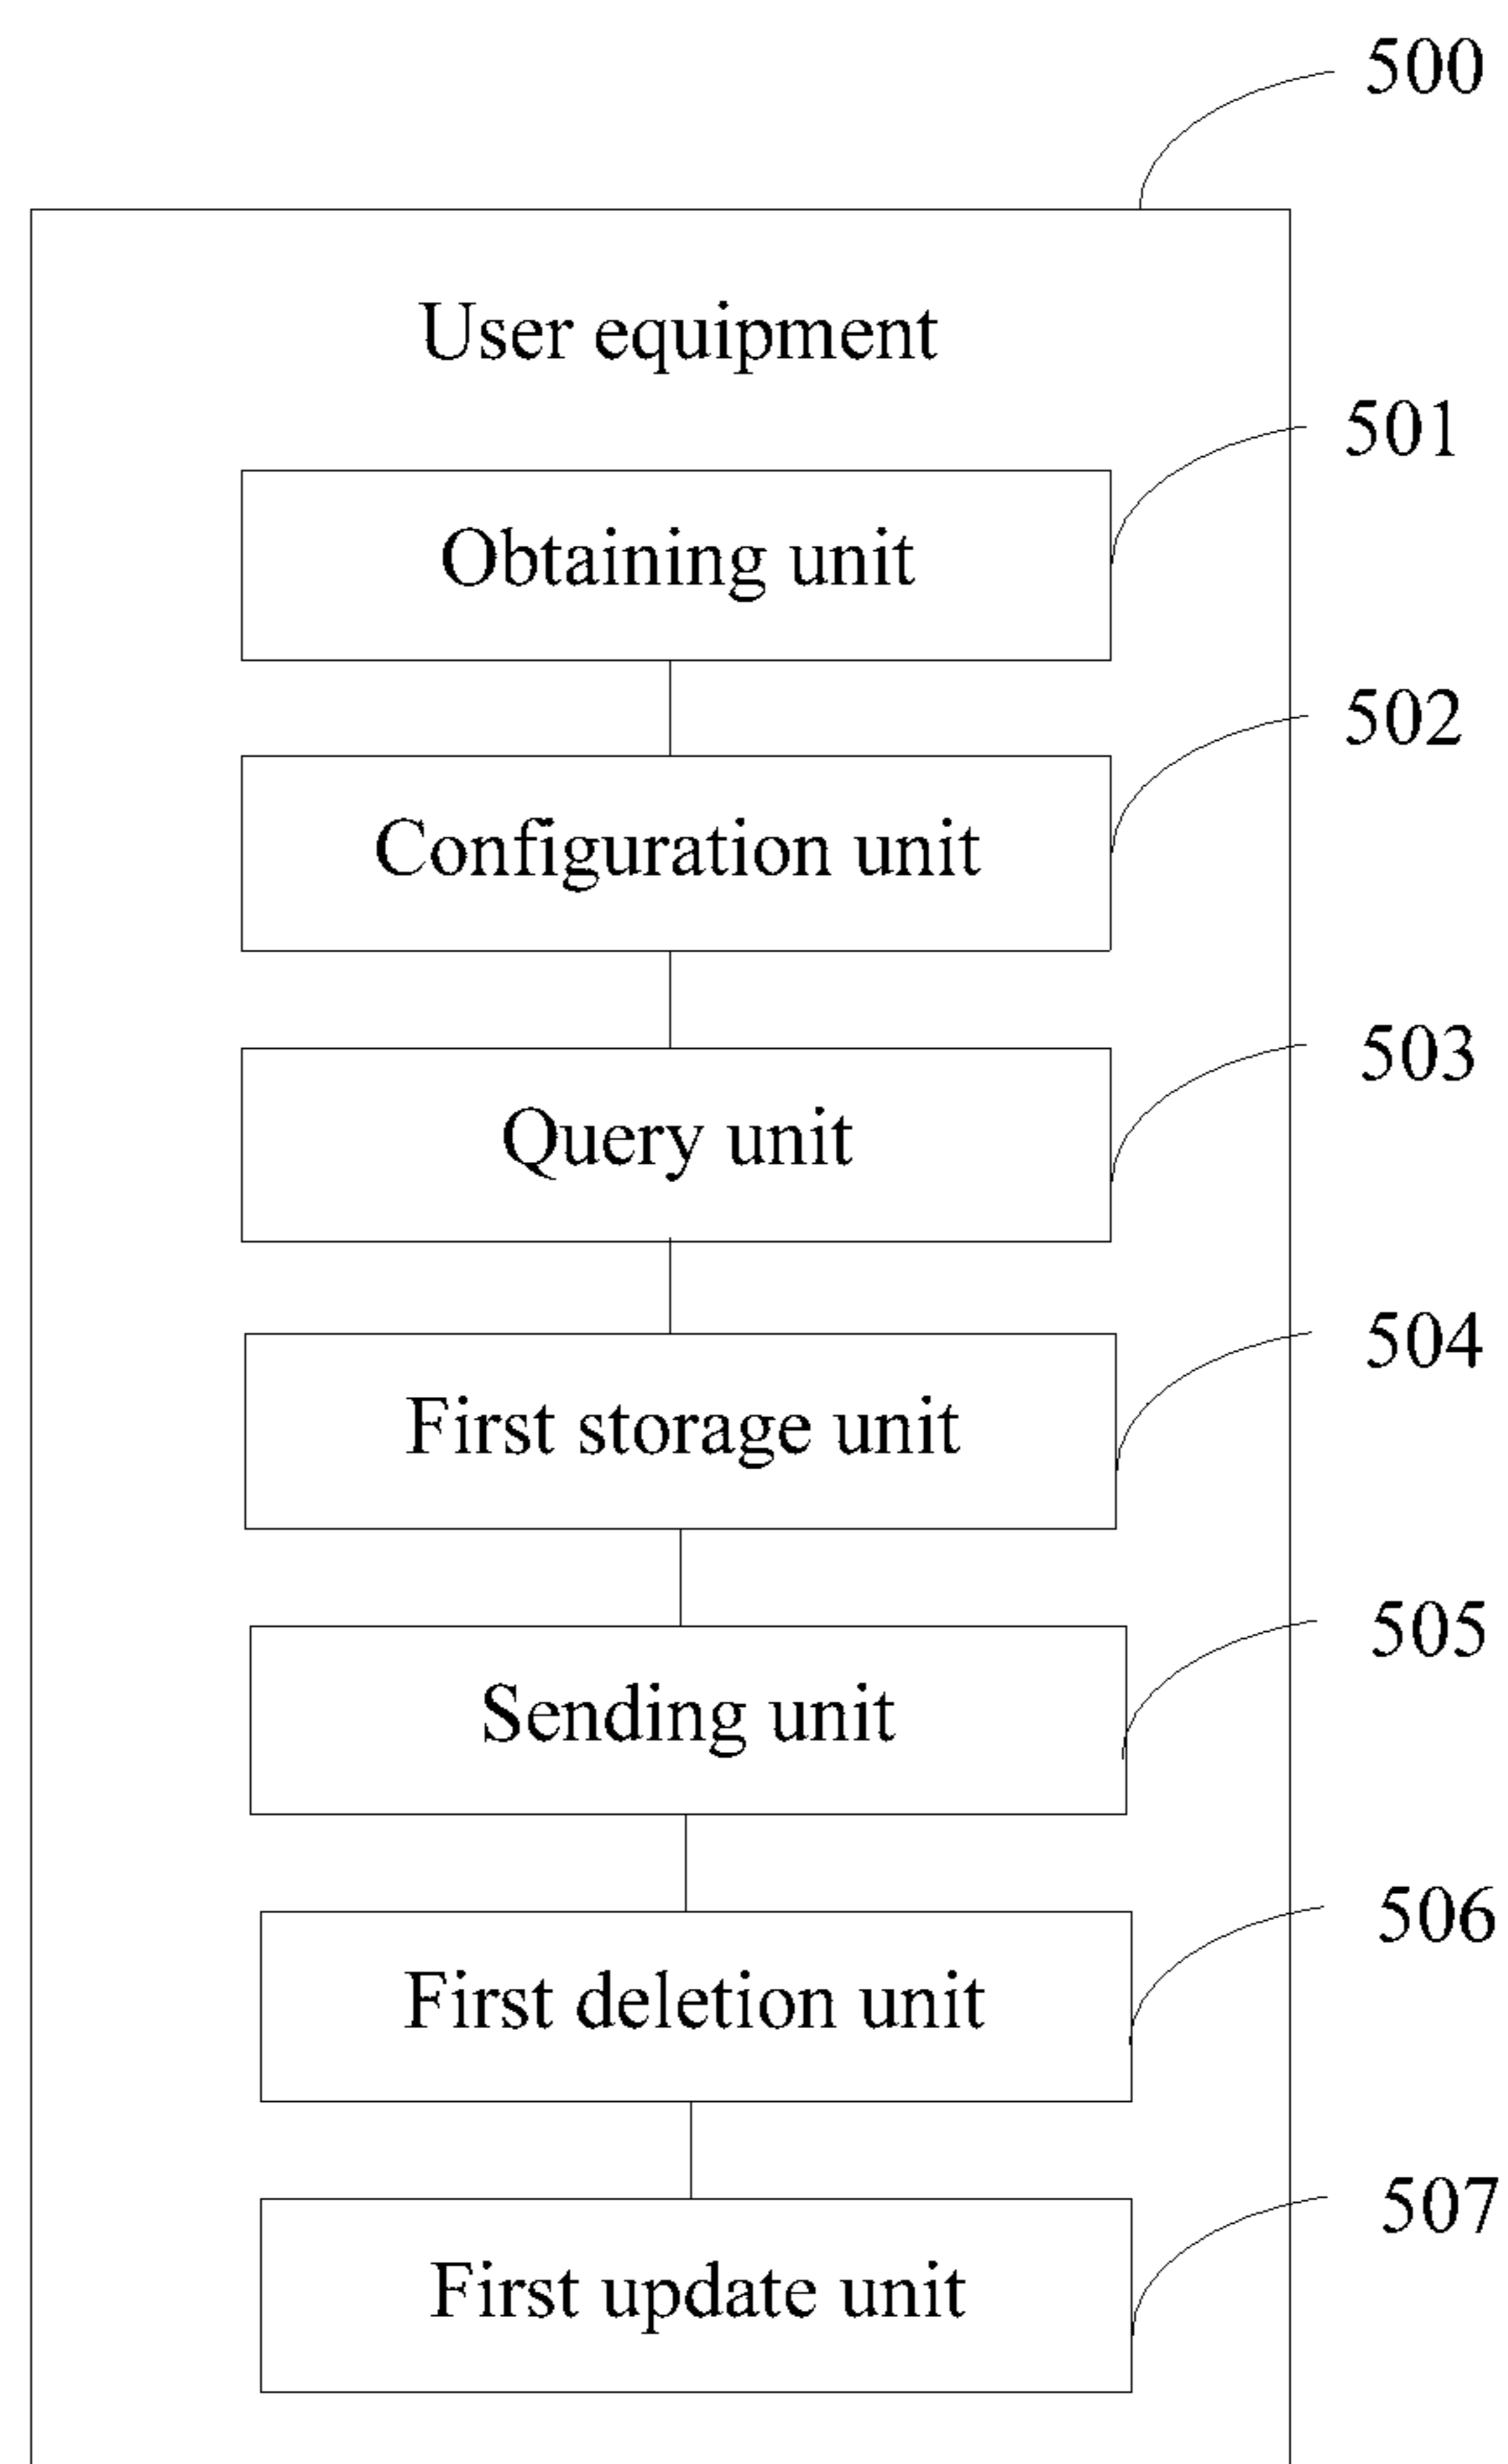 500
User equipment
501
Obtaining unit
502
Configuration unit
503
Query unit
504
First storage unit
505
Sending unit
506
First deletion unit
507
First update unit